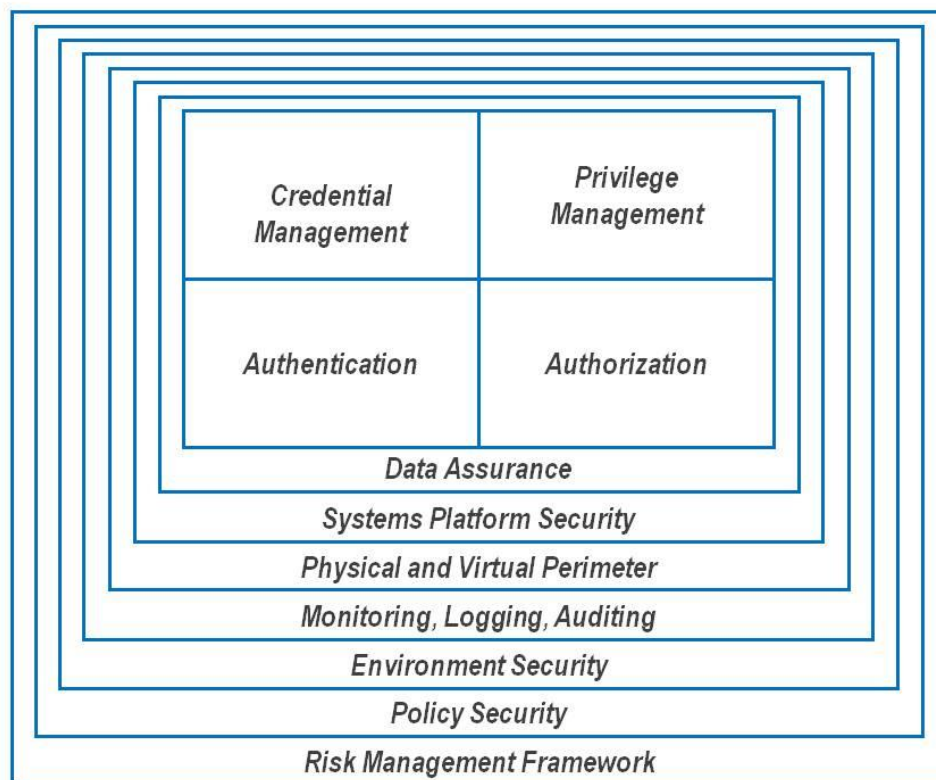 Credential
Management
Privilege
Management
Authentication
Authorization
Data Assurance
Systems Platform Security
Physical and Virtual Perimeter
Monitoring, Logging, Auditing
Environment Security
Policy Security
Risk Management Framework